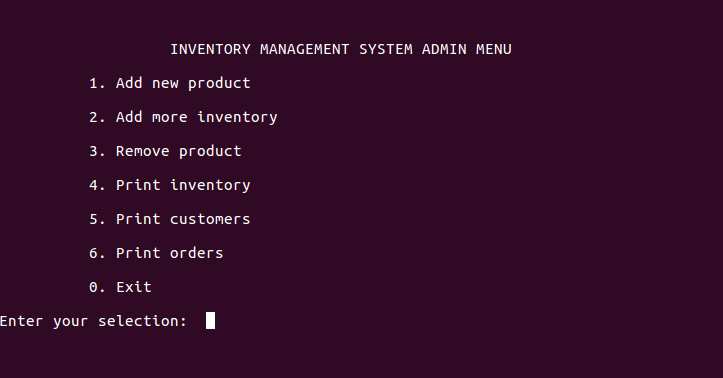 INVENTORY MANAGEMENT SYSTEM ADMIN MENU
1. Add new product
2. Add more inventory
3. Remove product
4. Print inventory
5. Print customers
6. Print orders
0. Exit
Enter your selection: